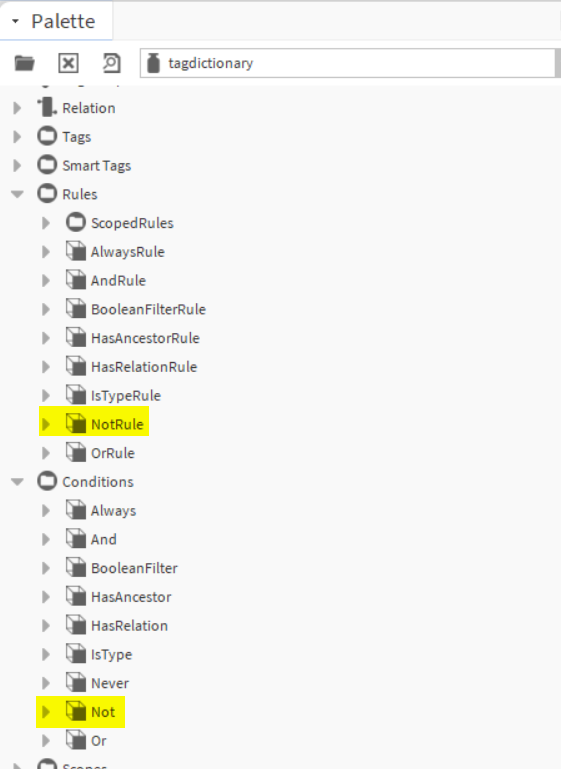 Palette
tagdictionary
Relation
Tags
Smart Tags
Rules
ScopedRules
AlwaysRule
AndRule
BooleanFilterRule
HasAncestorRule
HasRelationRule
IsTypeRule
NotRule
OrRule
Conditions
Always
And
BooleanFilter
HasAncestor
HasRelation
IsType
Never
Not
Or